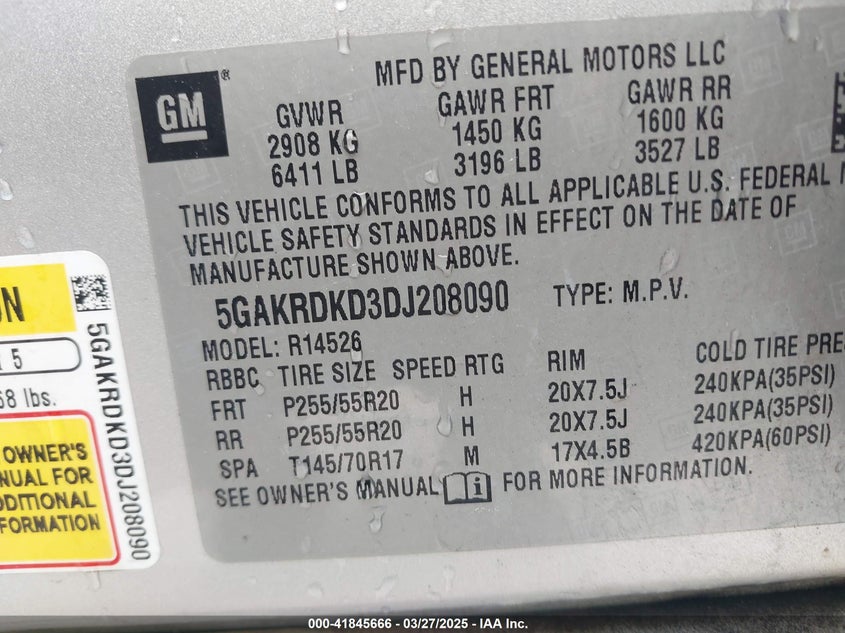 MFD BY GENERAL MOTORS LLC
GM ®
GVWR GAWR FRT GAWR RR
2908 KG 1450 KG 1600 KG
6411 LB 3196 LB 3527 LB
THIS VEHICLE CONFORMS TO ALL APPLICABLE U.S. FEDERAL
VEHICLE SAFETY STANDARDS IN EFFECT ON THE DATE OF
MANUFACTURE SHOWN ABOVE.
5GAKRDKD3DJ208090 TYPE: M.P.V.
MODEL: R14526
RBBC TIRE SIZE SPEED RTG RIM COLD TIRE PRE
FRT P255/55R20 H 20X7.5J 240KPA(35PSI)
RR P255/55R20 H 20X7.5J 240KPA(35PSI)
SPA T145/70R17 M 17X4.5B 420KPA(60PSI)
SEE OWNER'S MANUAL i FOR MORE INFORMATION.
5
lbs.
OWNER'S
FOR
INFORMATION
5GAKRDKD3DJ208090
000-41845666 — 03/27/2025 — IAA Inc.